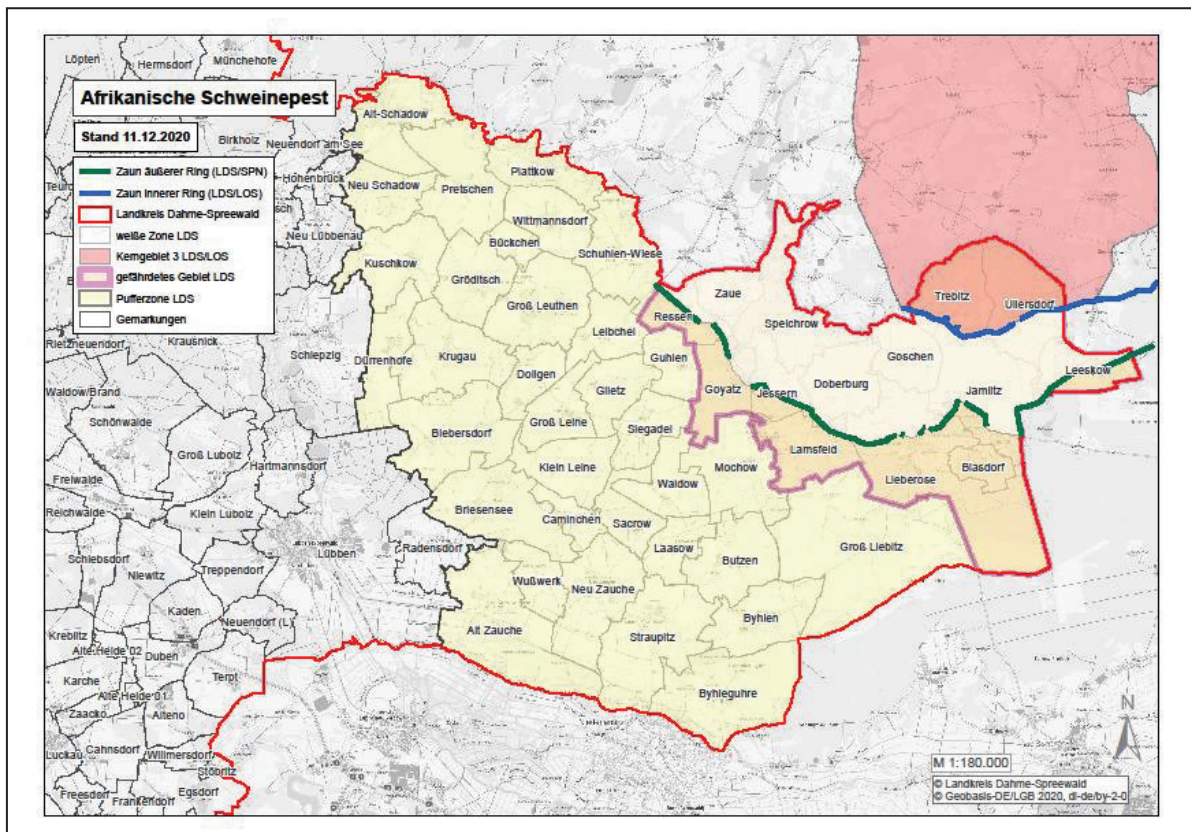 Löpten
Hermsdorf
Münchehofe
Afrikanische Schweinepest
Stand 11.12.2020
Birkholz
Neuendorf am See
Hohenbrück
Neu Lübbenau
Zaun äußerer Ring (LDS/SPN)
Zaun innerer Ring (LDS/LOS)
Landkreis Dahme-Spreewald
weiße Zone LDS
Kerngebiet 3 LDS/LOS
gefährdetes Gebiet LDS
Pufferzone LDS
Gemarkungen
Alt-Schadow
Neu Schadow
Pretschen
Plattkow
Wittmannsdorf
Bückchen
Schuhlen-Wiese
Kuschkow
Gröditsch
Groß Leuthen
Zaue
Trebitz
Ullersdorf
Ressen
Speichrow
Leibchel
Rietzneuendorf
Krausnick
Schlepzig
Dürrenhofe
Krugau
Dollgen
Guhlen
Goschen
Leeskow
Waldow/Brand
Glietz
Goyatz
Jessern
Doberburg
Jamlitz
Schönwalde
Biebersdorf
Groß Leine
Siegadel
Lamsfeld
Groß Lubolz
Hartmannsdorf
Klein Leine
Mochow
Blasdorf
Freiwalde
Waldow
Lieberose
Reichwalde
Klein Lubolz
Briesensee
Caminchen
Sacrow
Lübben
Radensdorf
Laasow
Butzen
Groß Liebitz
Schiebsdorf
Niewitz
Treppendorf
Wußwerk
Neu Zauche
Kaden
Neuendorf (L)
Alt Zauche
Straupitz
Byhlen
Kreblitz
Alte Heide 02
Duben
Karche
Terpt
Byhleguhre
Alte Heide 01
Zaacko
Alteno
N
Luckau
Cahnsdorf
Willmersdorf
Stöbritz
M 1:180.000
Freesdorf
Egsdorf
Frankendorf
© Landkreis Dahme-Spreewald
© Geobasis-DE/LGB 2020, dl-de/by-2-0